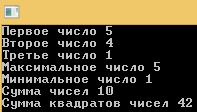 Первое число 5
Второе число 4
Третье число 1
Максимальное число 5
Минимальное число 1
Сумма чисел 10
Сумма квадратов чисел 42